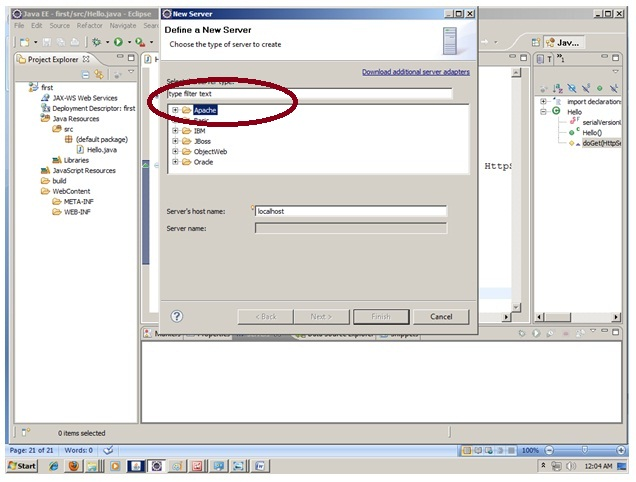 Java EE - first/src/Hello.java - Eclipse
File Edit Source Refactor Navigate Sear
New Server
Define a New Server
Choose the type of server to create
Download additional server adapters
type filter text
Apache
Basic
IBM
JBoss
ObjectWeb
Oracle
Server's host name: localhost
Server name:
< Back Next > Finish Cancel
Project Explorer
first
JAX-WS Web Services
Deployment Descriptor: first
Java Resources
src
(default package)
Hello.java
Libraries
JavaScript Resources
build
WebContent
META-INF
WEB-INF
HttpS
Jav...
import declarations
Hello
serialVersionU
Hello()
doGet(HttpSe
Markers Properties Data Source Explorer Snippets
0 items selected
Page: 21 of 21 Words: 0 100%
Start 12:04 AM